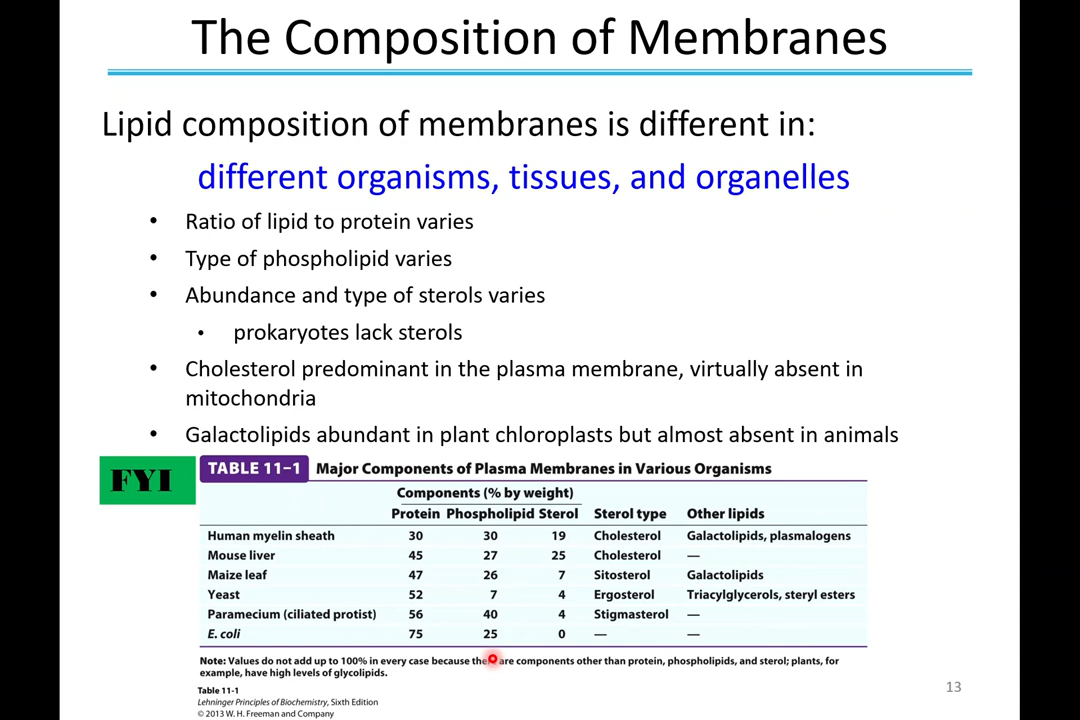 The Composition of Membranes
Lipid composition of membranes is different in:
different organisms, tissues, and organelles
• Ratio of lipid to protein varies
• Type of phospholipid varies
• Abundance and type of sterols varies
• prokaryotes lack sterols
• Cholesterol predominant in the plasma membrane, virtually absent in
mitochondria
• Galactolipids abundant in plant chloroplasts but almost absent in animals
FYI
TABLE 11–1 Major Components of Plasma Membranes in Various Organisms
Components (% by weight)
Protein Phospholipid Sterol Sterol type Other lipids
Human myelin sheath 30 30 19 Cholesterol Galactolipids, plasmalogens
Mouse liver 45 27 25 Cholesterol —
Maize leaf 47 26 7 Sitosterol Galactolipids
Yeast 52 7 4 Ergosterol Triacylglycerols, steryl esters
Paramecium (ciliated protist) 56 40 4 Stigmasterol —
E. coli 75 25 0 — —
Note: Values do not add up to 100% in every case because are components other than protein, phospholipids, and sterol; plants, for
example, have high levels of glycolipids.
Table 11-1
Lehninger Principles of Biochemistry, Sixth Edition
© 2013 W. H. Freeman and Company
13